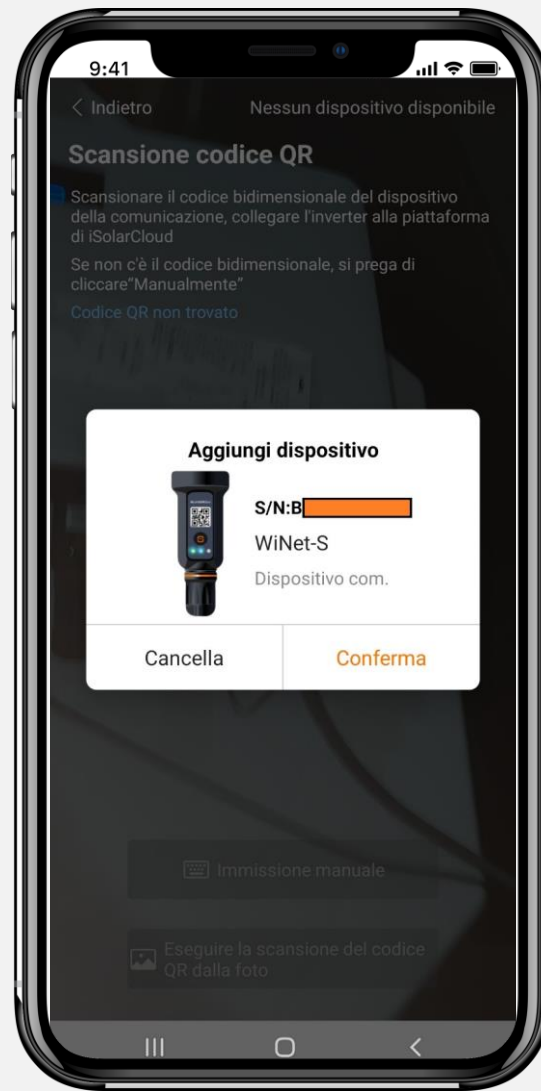 9:41
Indietro
Nessun dispositivo disponibile
Scansione codice QR
Scansionare il codice bidimensionale del dispositivo
della comunicazione, collegare l'inverter alla piattaforma
di iSolarCloud
Se non c'è il codice bidimensionale, si prega di
cliccare“Manualmente”
Codice QR non trovato
Aggiungi dispositivo
S/N:B
WiNet-S
Dispositivo com.
Cancella
Conferma
Immissione manuale
Eseguire la scansione del codice
QR dalla foto